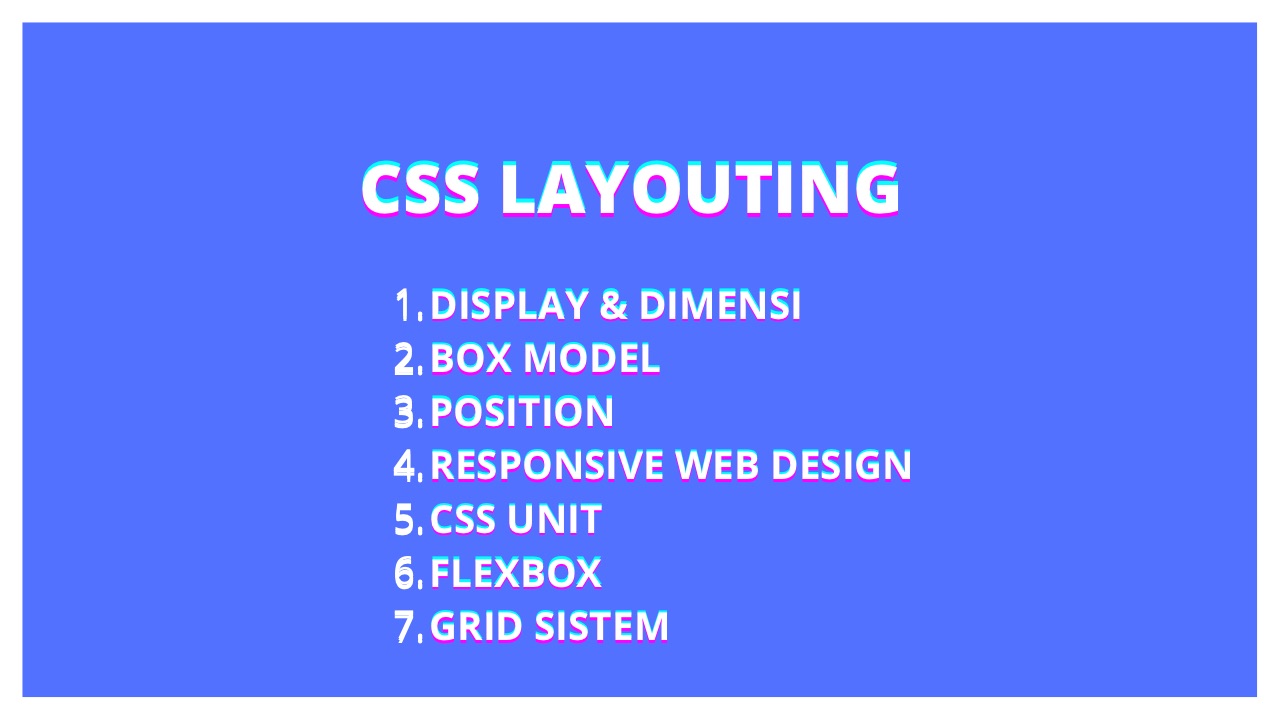 CSS LAYOUTING
1. DISPLAY & DIMENSI
2. BOX MODEL
3. POSITION
4. RESPONSIVE WEB DESIGN
5. CSS UNIT
6. FLEXBOX
7. GRID SISTEM